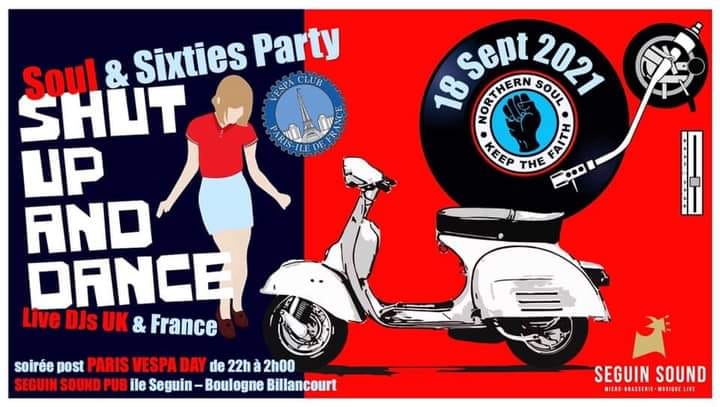 Soul & Sixties Party
SHUT
UP
AND
DANCE
VESPA CLUB
PARIS-ILE DE FRANCE
18 Sept 2021
NORTHERN SOUL
KEEP THE FAITH
Live DJs UK & France
soirée post PARIS VESPA DAY de 22h à 2h00
SEGUIN SOUND PUB ile Seguin – Boulogne Billancourt
SEGUIN SOUND
MICRO-BRASSERIE • MUSIQUE LIVE